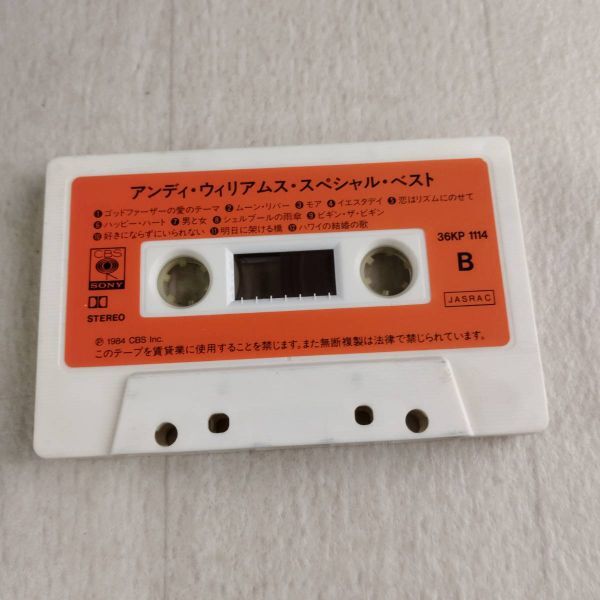 アンディ・ウィリアムス・スペシャル・ベスト
❶ゴッドファーザーの愛のテーマ ❷ムーン・リバー ❸モア ❹イエスタデイ ❺恋はリズムにのせて
❻ハッピー・ハート ❼男と女 ❽シェルブールの雨傘 ❾ビギン・ザ・ビギン
❿好きにならずにいられない ⓫明日に架ける橋 ⓬ハワイの結婚の歌
36KP 1114
CBS
SONY
B
STEREO
JASRAC
℗ 1984 CBS Inc.
このテープを賃貸業に使用することを禁じます。また無断複製は法律で禁じられています。